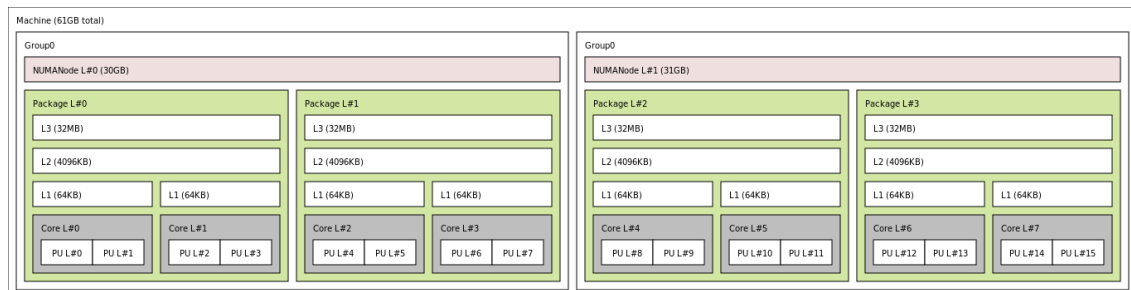 Machine (61GB total)
Group0
NUMANode L#0 (30GB)
Package L#0
L3 (32MB)
L2 (4096KB)
L1 (64KB)
L1 (64KB)
Core L#0
PU L#0
PU L#1
Core L#1
PU L#2
PU L#3
Package L#1
L3 (32MB)
L2 (4096KB)
L1 (64KB)
L1 (64KB)
Core L#2
PU L#4
PU L#5
Core L#3
PU L#6
PU L#7
Group0
NUMANode L#1 (31GB)
Package L#2
L3 (32MB)
L2 (4096KB)
L1 (64KB)
L1 (64KB)
Core L#4
PU L#8
PU L#9
Core L#5
PU L#10
PU L#11
Package L#3
L3 (32MB)
L2 (4096KB)
L1 (64KB)
L1 (64KB)
Core L#6
PU L#12
PU L#13
Core L#7
PU L#14
PU L#15